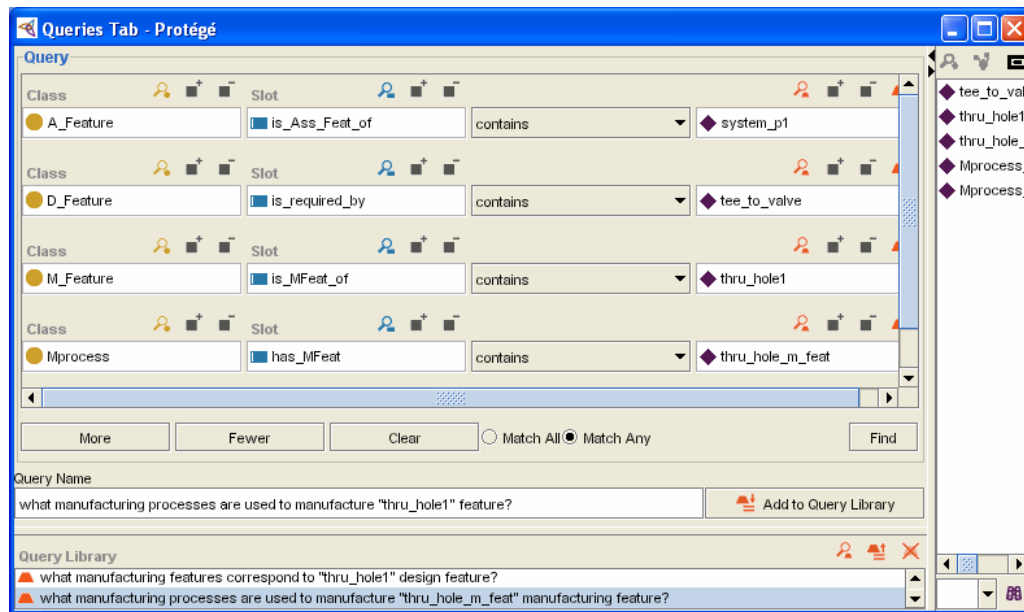 Queries Tab - Protégé
Query
Class Slot
A_Feature is_Ass_Feat_of contains system_p1
Class Slot
D_Feature is_required_by contains tee_to_valve
Class Slot
M_Feature is_MFeat_of contains thru_hole1
Class Slot
Mprocess has_MFeat contains thru_hole_m_feat
More Fewer Clear Match All Match Any Find
Query Name
what manufacturing processes are used to manufacture "thru_hole1" feature?
Add to Query Library
Query Library
what manufacturing features correspond to "thru_hole1" design feature?
what manufacturing processes are used to manufacture "thru_hole_m_feat" manufacturing feature?
tee_to_val
thru_hole1
thru_hole_
Mprocess_
Mprocess_